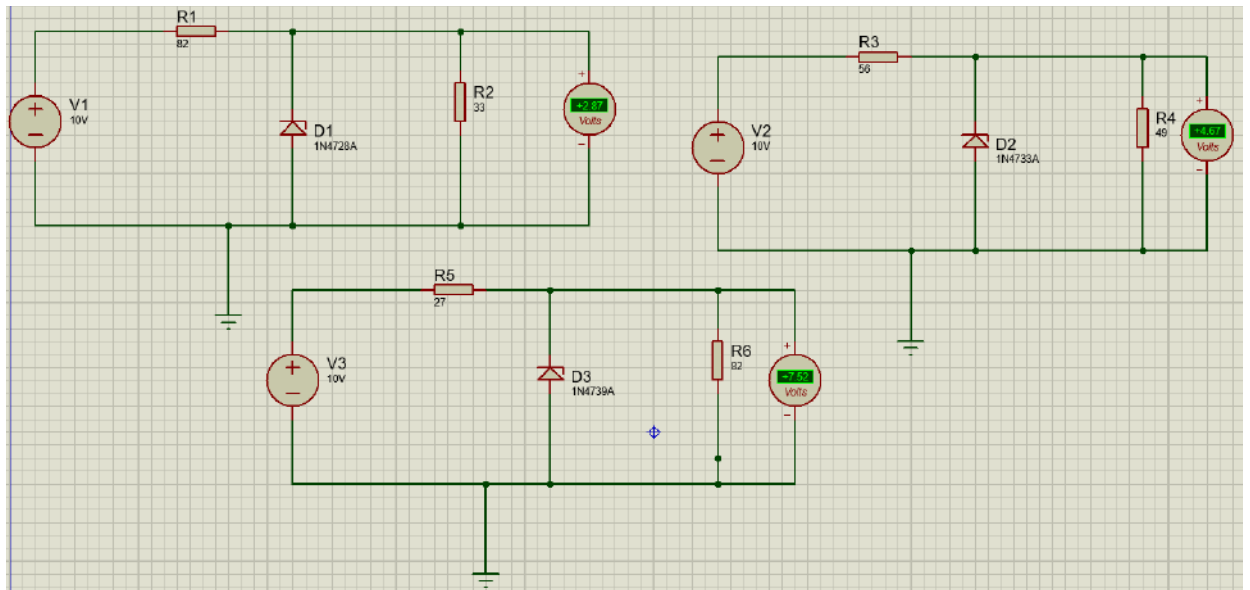 R1
82
V1
10V
D1
1N4728A
R2
33
+2.87
Volts
R3
56
V2
10V
D2
1N4733A
R4
49
+4.67
Volts
R5
27
V3
10V
D3
1N4739A
R6
82
+7.52
Volts